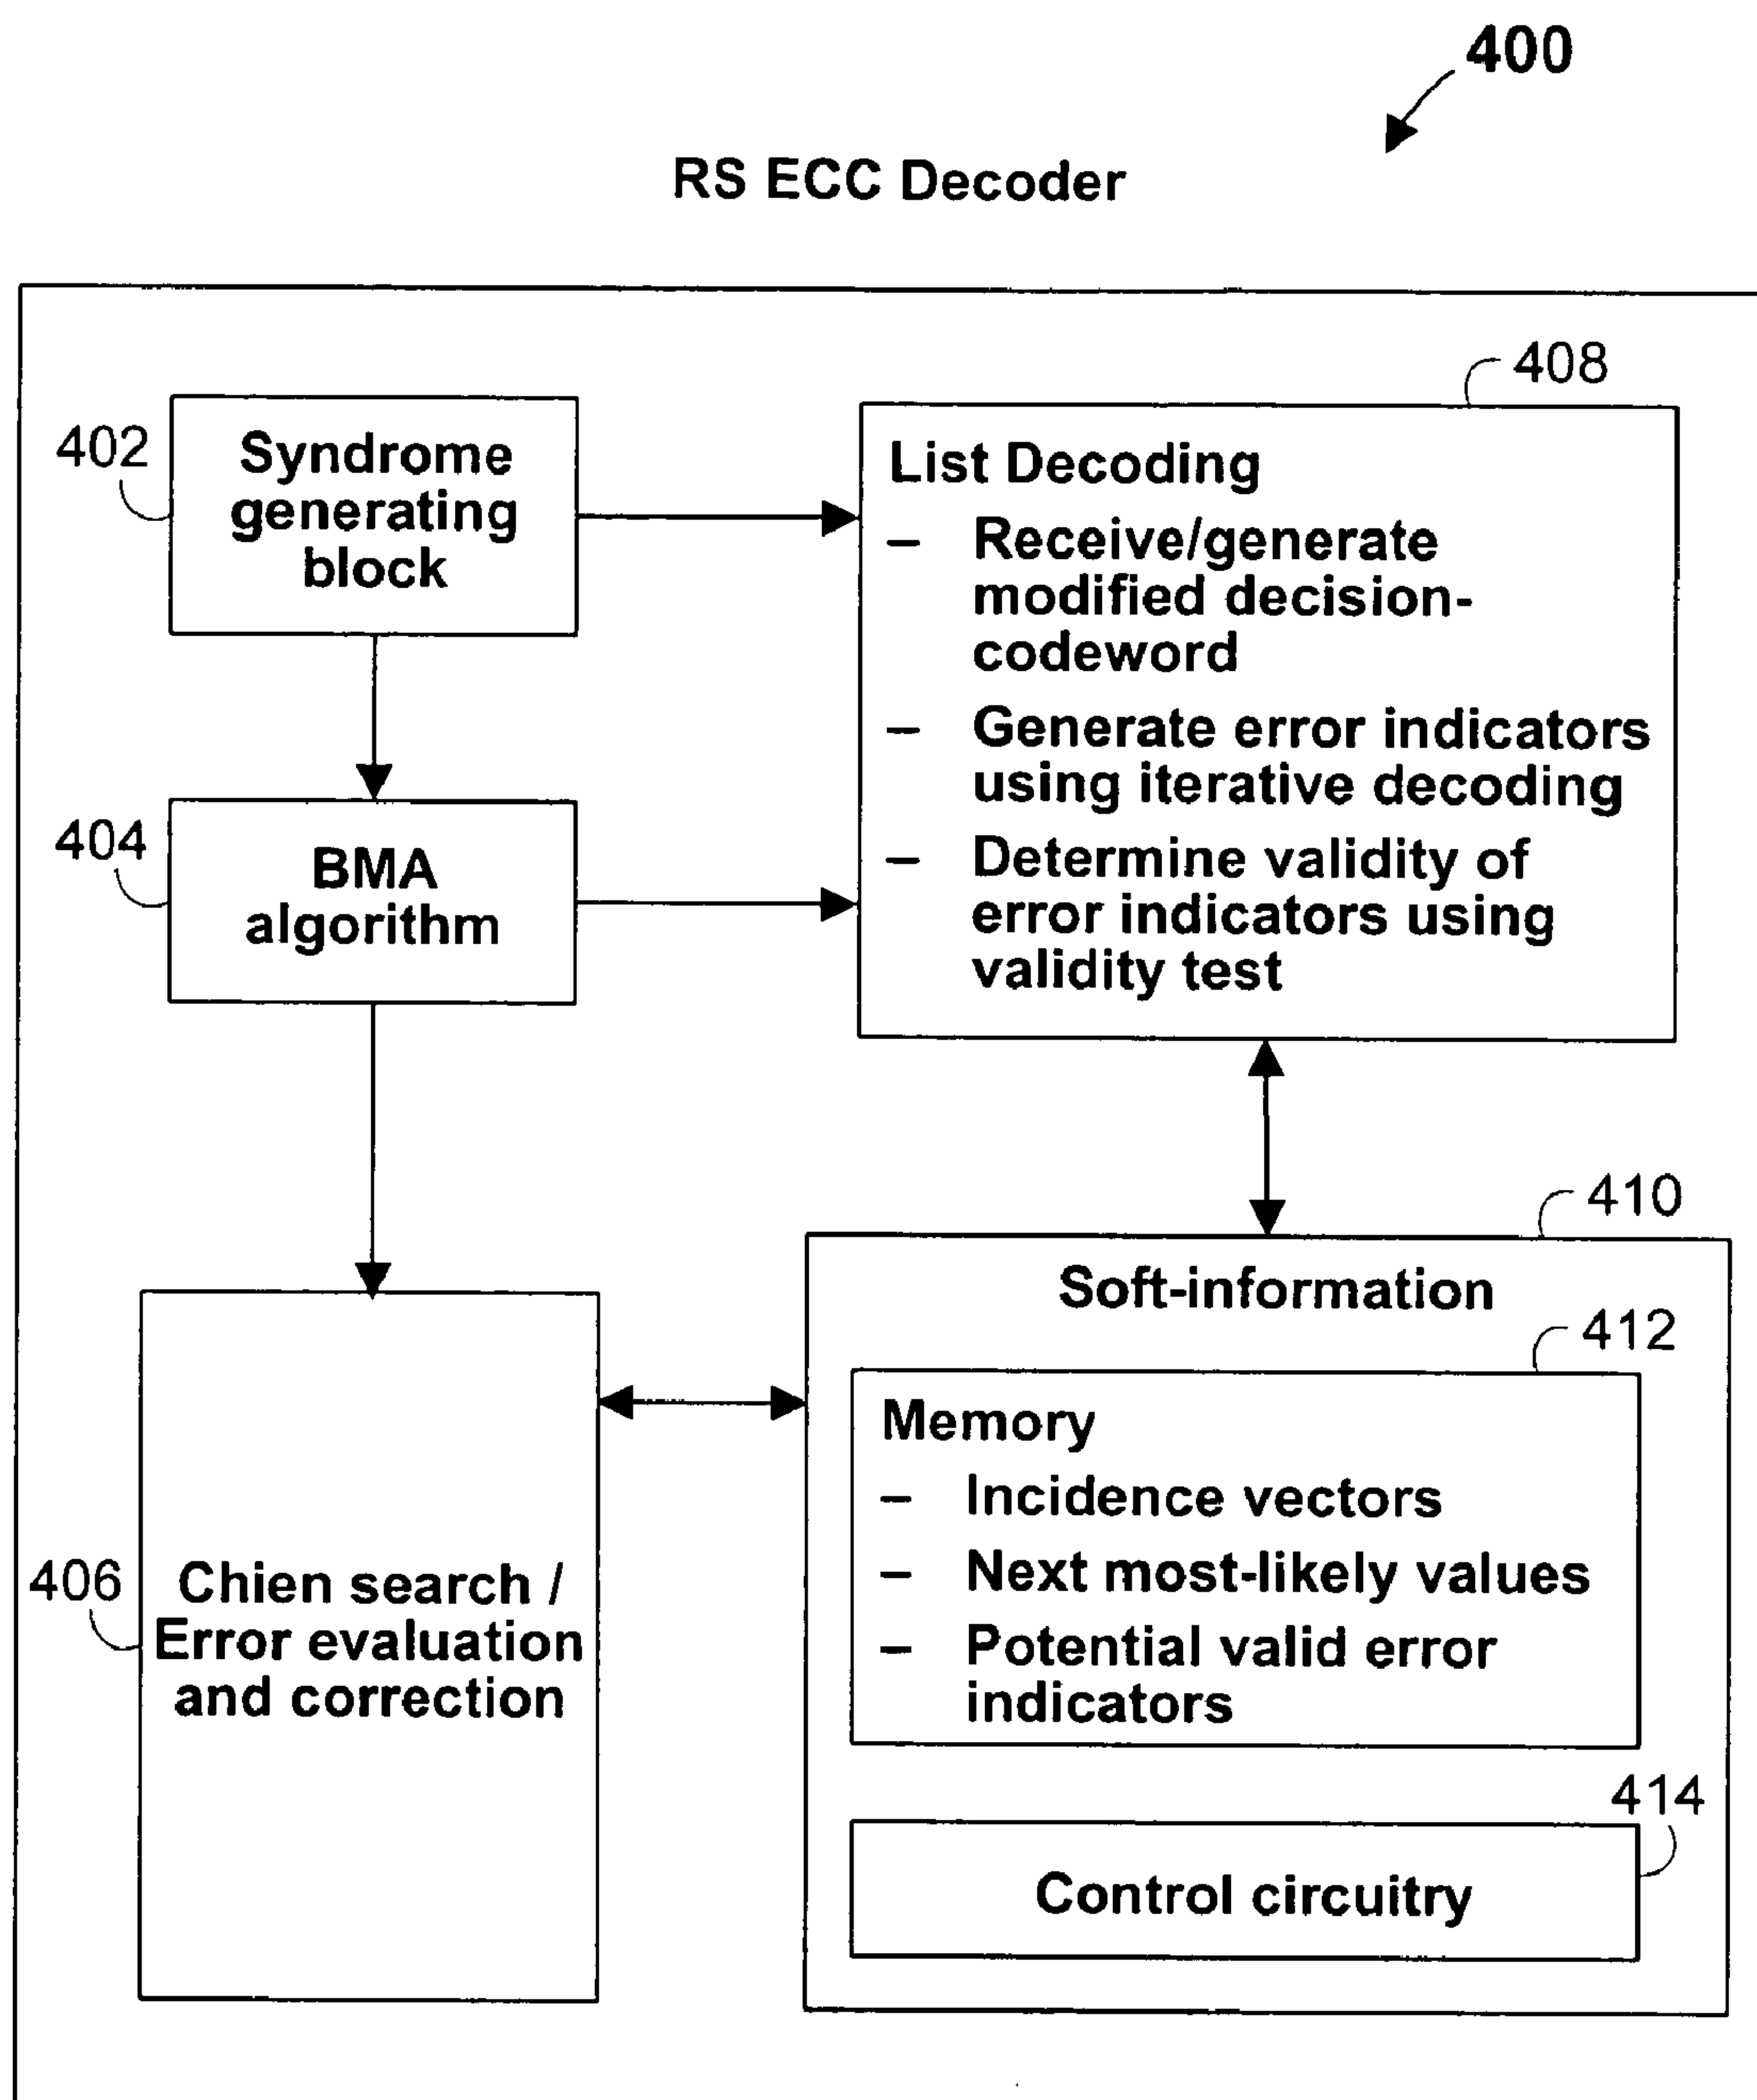 400
RS ECC Decoder
402
Syndrome
generating
block
408
List Decoding
– Receive/generate
modified decision-
codeword
– Generate error indicators
using iterative decoding
– Determine validity of
error indicators using
validity test
404
BMA
algorithm
406
Chien search /
Error evaluation
and correction
410
Soft-information
412
Memory
– Incidence vectors
– Next most-likely values
– Potential valid error
indicators
414
Control circuitry